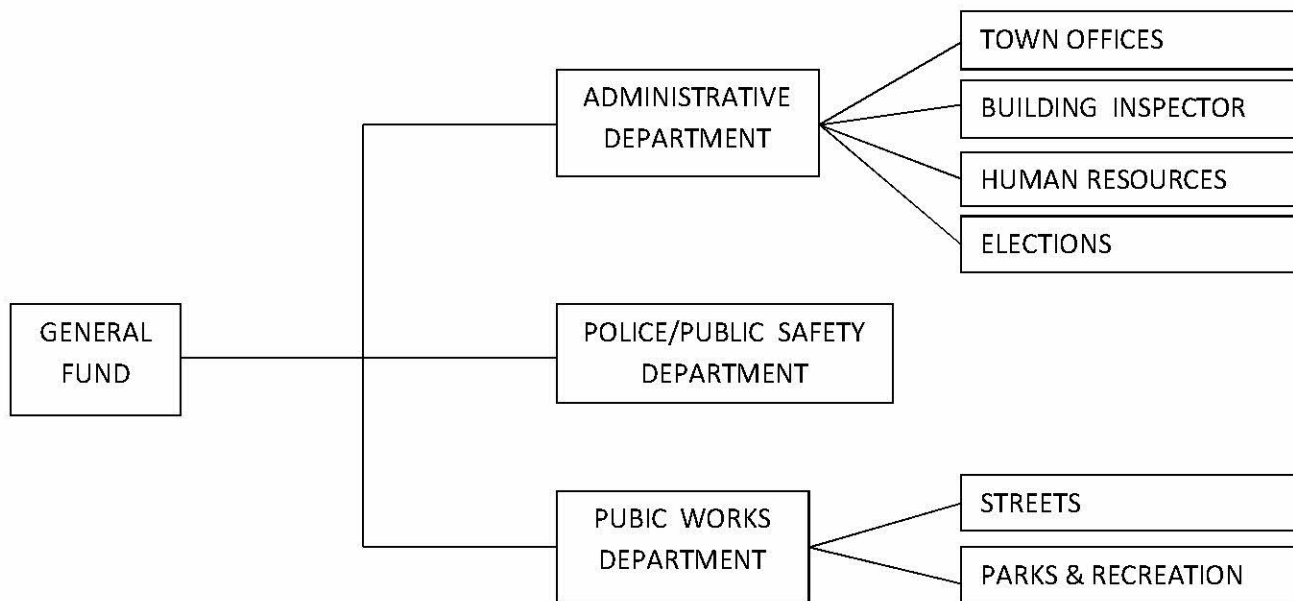 TOWN OFFICES
ADMINISTRATIVE
DEPARTMENT
BUILDING INSPECTOR
HUMAN RESOURCES
ELECTIONS
GENERAL
FUND
POLICE/PUBLIC SAFETY
DEPARTMENT
PUBIC WORKS
DEPARTMENT
STREETS
PARKS & RECREATION